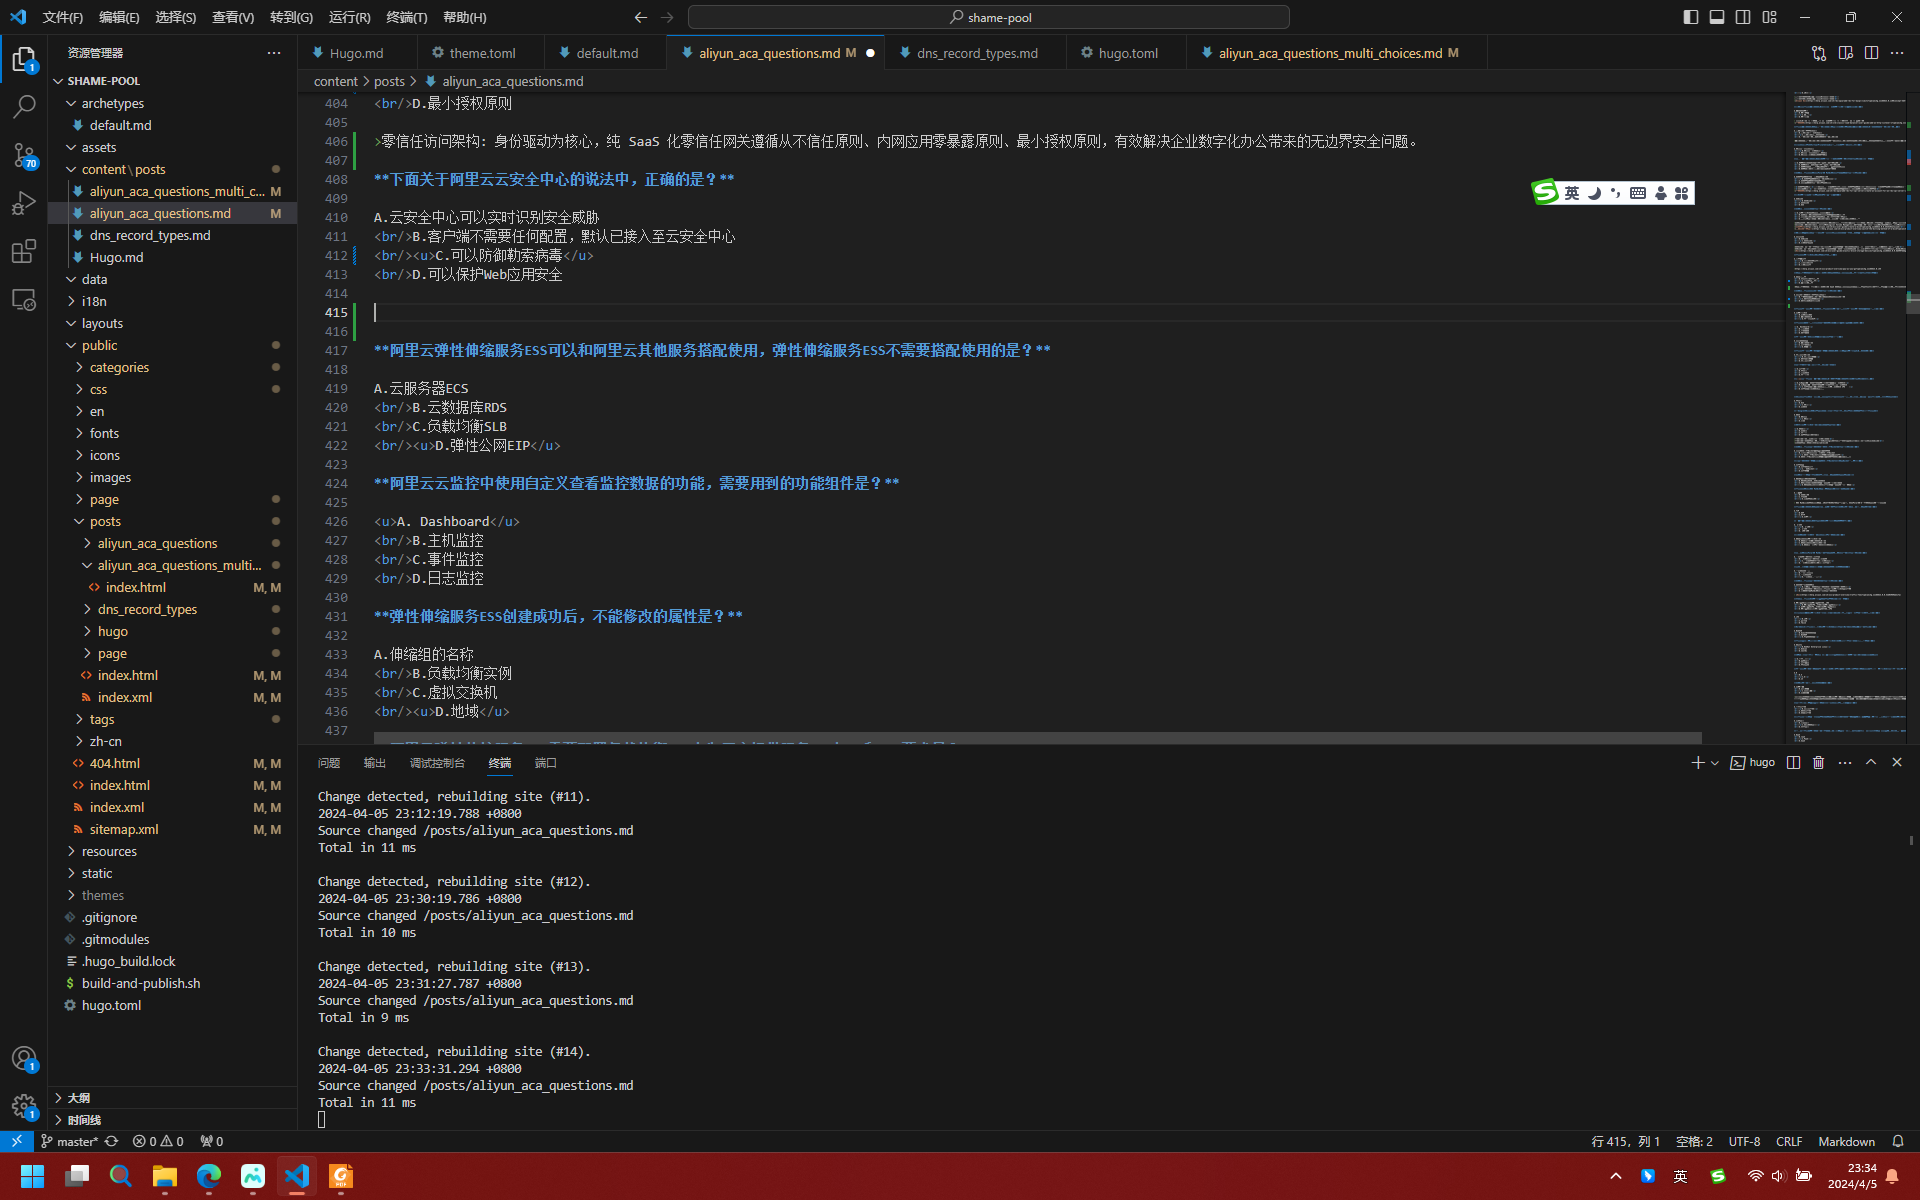 文件(F) 编辑(E) 选择(S) 查看(V) 转到(G) 运行(R) 终端(T) 帮助(H) shame-pool
资源管理器
Hugo.md theme.toml default.md aliyun_aca_questions.md M dns_record_types.md hugo.toml aliyun_aca_questions_multi_choices.md M
content > posts > aliyun_aca_questions.md
SHAME-POOL
archetypes
default.md
assets
content\posts
aliyun_aca_questions_multi_c... M
aliyun_aca_questions.md M
dns_record_types.md
Hugo.md
data
i18n
layouts
public
categories
css
en
fonts
icons
images
page
posts
aliyun_aca_questions
aliyun_aca_questions_multi...
index.html M, M
dns_record_types
hugo
page
index.html M, M
index.xml M, M
tags
zh-cn
404.html M, M
index.html M, M
index.xml M, M
sitemap.xml M, M
resources
static
themes
.gitignore
.gitmodules
.hugo_build.lock
build-and-publish.sh
hugo.toml
大纲
时间线
404 <br/>D.最小授权原则
405
406 >零信任访问架构: 身份驱动为核心，纯 SaaS 化零信任网关遵循从不信任原则、内网应用零暴露原则、最小授权原则，有效解决企业数字化办公带来的无边界安全问题。
407
408 **下面关于阿里云云安全中心的说法中，正确的是？**
409
410 A.云安全中心可以实时识别安全威胁
411 <br/>B.客户端不需要任何配置，默认已接入至云安全中心
412 <br/><u>C.可以防御勒索病毒</u>
413 <br/>D.可以保护Web应用安全
414
415
416
417 **阿里云弹性伸缩服务ESS可以和阿里云其他服务搭配使用，弹性伸缩服务ESS不需要搭配使用的是？**
418
419 A.云服务器ECS
420 <br/>B.云数据库RDS
421 <br/>C.负载均衡SLB
422 <br/><u>D.弹性公网EIP</u>
423
424 **阿里云云监控中使用自定义查看监控数据的功能，需要用到的功能组件是？**
425
426 <u>A. Dashboard</u>
427 <br/>B.主机监控
428 <br/>C.事件监控
429 <br/>D.日志监控
430
431 **弹性伸缩服务ESS创建成功后，不能修改的属性是？**
432
433 A.伸缩组的名称
434 <br/>B.负载均衡实例
435 <br/>C.虚拟交换机
436 <br/><u>D.地域</u>
437
英
问题 输出 调试控制台 终端 端口 hugo
Change detected, rebuilding site (#11).
2024-04-05 23:12:19.788 +0800
Source changed /posts/aliyun_aca_questions.md
Total in 11 ms
Change detected, rebuilding site (#12).
2024-04-05 23:30:19.786 +0800
Source changed /posts/aliyun_aca_questions.md
Total in 10 ms
Change detected, rebuilding site (#13).
2024-04-05 23:31:27.787 +0800
Source changed /posts/aliyun_aca_questions.md
Total in 9 ms
Change detected, rebuilding site (#14).
2024-04-05 23:33:31.294 +0800
Source changed /posts/aliyun_aca_questions.md
Total in 11 ms
master* 0 0 0 行 415，列 1 空格: 2 UTF-8 CRLF Markdown
英 23:34
2024/4/5